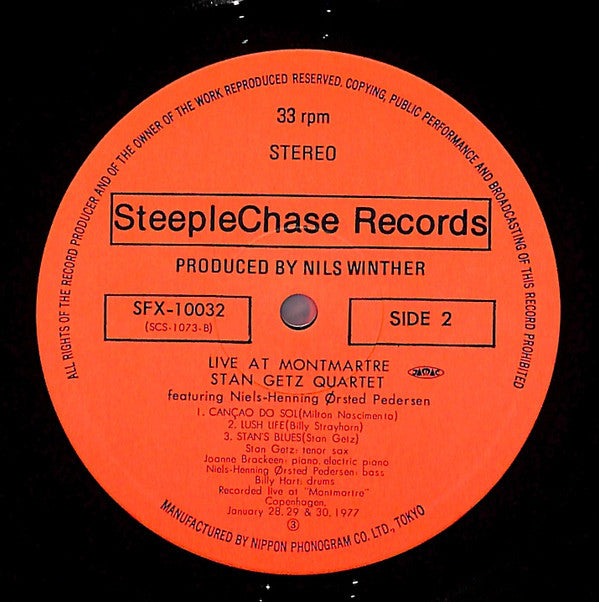 ALL RIGHTS OF THE RECORD PRODUCER AND OF THE OWNER OF THE WORK REPRODUCED RESERVED. COPYING, PUBLIC PERFORMANCE AND BROADCASTING OF THIS RECORD PROHIBITED
33 rpm
STEREO
SteepleChase Records
PRODUCED BY NILS WINTHER
SFX-10032
(SCS-1073-B)
SIDE 2
LIVE AT MONTMARTRE
STAN GETZ QUARTET
featuring Niels-Henning Ørsted Pedersen
1. CANÇAO DO SOL(Milton Nascimento)
2. LUSH LIFE(Billy Strayhorn)
3. STAN'S BLUES(Stan Getz)
Stan Getz: tenor sax
Joanne Brackeen: piano, electric piano
Niels-Henning Ørsted Pedersen: bass
Billy Hart: drums
Recorded live at "Montmartre"
Copenhagen,
January 28, 29 & 30, 1977
3
MANUFACTURED BY NIPPON PHONOGRAM CO. LTD., TOKYO